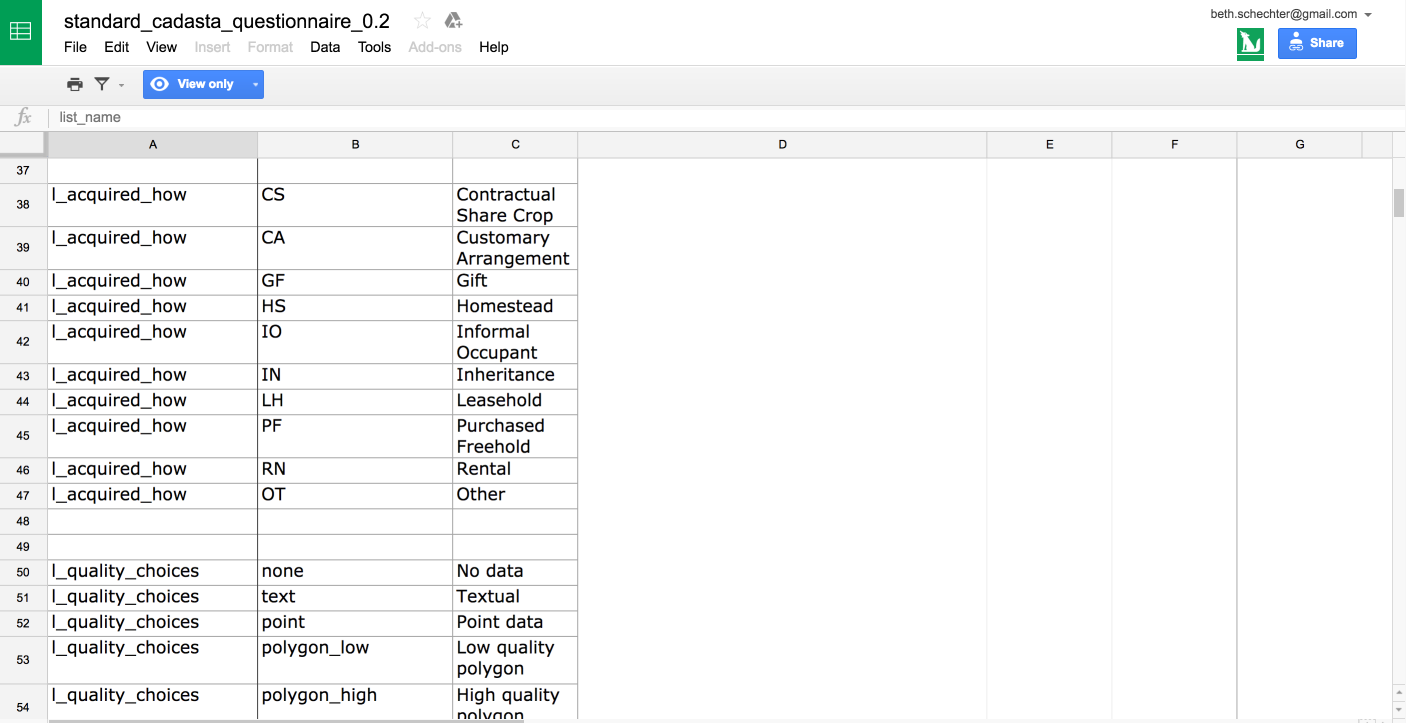 standard_cadasta_questionnaire_0.2
beth.schechter@gmail.com
File Edit View Insert Format Data Tools Add-ons Help
Share
View only
fx list_name
A B C D E F G
37
38 l_acquired_how CS Contractual
Share Crop
39 l_acquired_how CA Customary
Arrangement
40 l_acquired_how GF Gift
41 l_acquired_how HS Homestead
42 l_acquired_how IO Informal
Occupant
43 l_acquired_how IN Inheritance
44 l_acquired_how LH Leasehold
45 l_acquired_how PF Purchased
Freehold
46 l_acquired_how RN Rental
47 l_acquired_how OT Other
48
49
50 l_quality_choices none No data
51 l_quality_choices text Textual
52 l_quality_choices point Point data
53 l_quality_choices polygon_low Low quality
polygon
54 l_quality_choices polygon_high High quality
polygon